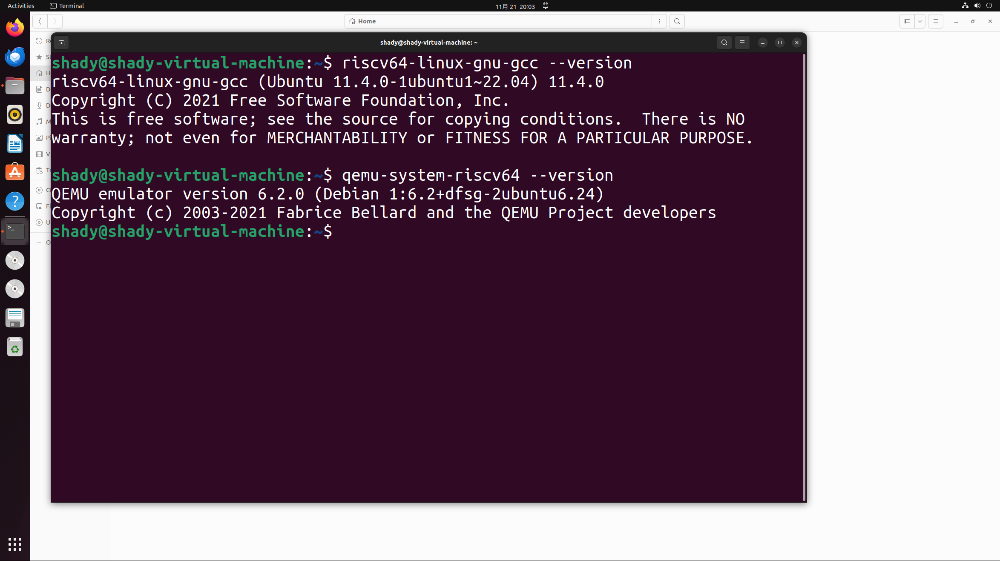 Activities
Terminal
11月 21 20:03
Home
shady@shady-virtual-machine: ~
shady@shady-virtual-machine:~$ riscv64-linux-gnu-gcc --version
riscv64-linux-gnu-gcc (Ubuntu 11.4.0-1ubuntu1~22.04) 11.4.0
Copyright (C) 2021 Free Software Foundation, Inc.
This is free software; see the source for copying conditions.  There is NO
warranty; not even for MERCHANTABILITY or FITNESS FOR A PARTICULAR PURPOSE.
shady@shady-virtual-machine:~$ qemu-system-riscv64 --version
QEMU emulator version 6.2.0 (Debian 1:6.2+dfsg-2ubuntu6.24)
Copyright (c) 2003-2021 Fabrice Bellard and the QEMU Project developers
shady@shady-virtual-machine:~$